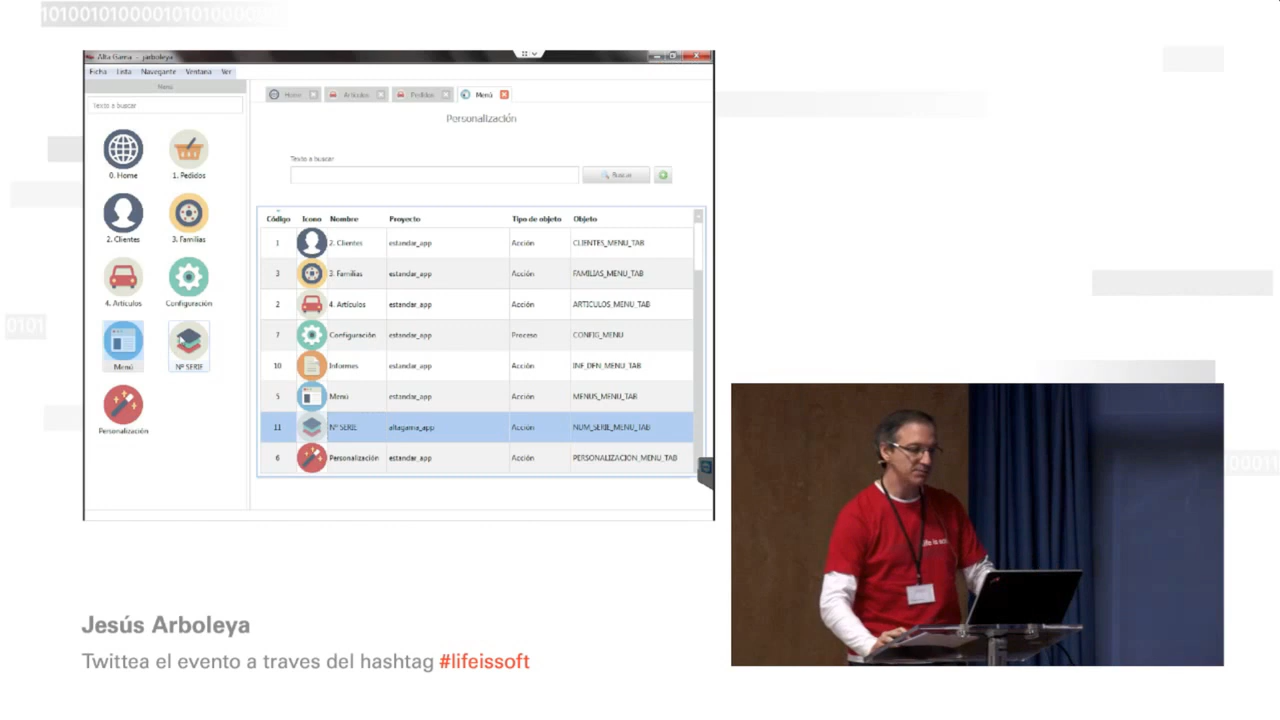 101001010000101010000
Alta Gama - jarboleya
Ficha Lista Navegante Ventana Ver
Menú
Texto a buscar
0. Home
1. Pedidos
2. Clientes
3. Familias
4. Artículos
Configuración
Menú
Nº SERIE
Personalización
Home Artículos Pedidos Menú
Personalización
Texto a buscar
Buscar
Código Icono Nombre Proyecto Tipo de objeto Objeto
1 2. Clientes estandar_app Acción CLIENTES_MENU_TAB
3 3. Familias estandar_app Acción FAMILIAS_MENU_TAB
2 4. Artículos estandar_app Acción ARTICULOS_MENU_TAB
7 Configuración estandar_app Proceso CONFIG_MENU
10 Informes estandar_app Acción INF_DFN_MENU_TAB
5 Menú estandar_app Acción MENUS_MENU_TAB
11 Nº SERIE altagama_app Acción NUM_SERIE_MENU_TAB
6 Personalización estandar_app Acción PERSONALIZACION_MENU_TAB
0101
00011
Jesús Arboleya
Twittea el evento a traves del hashtag #lifeissoft